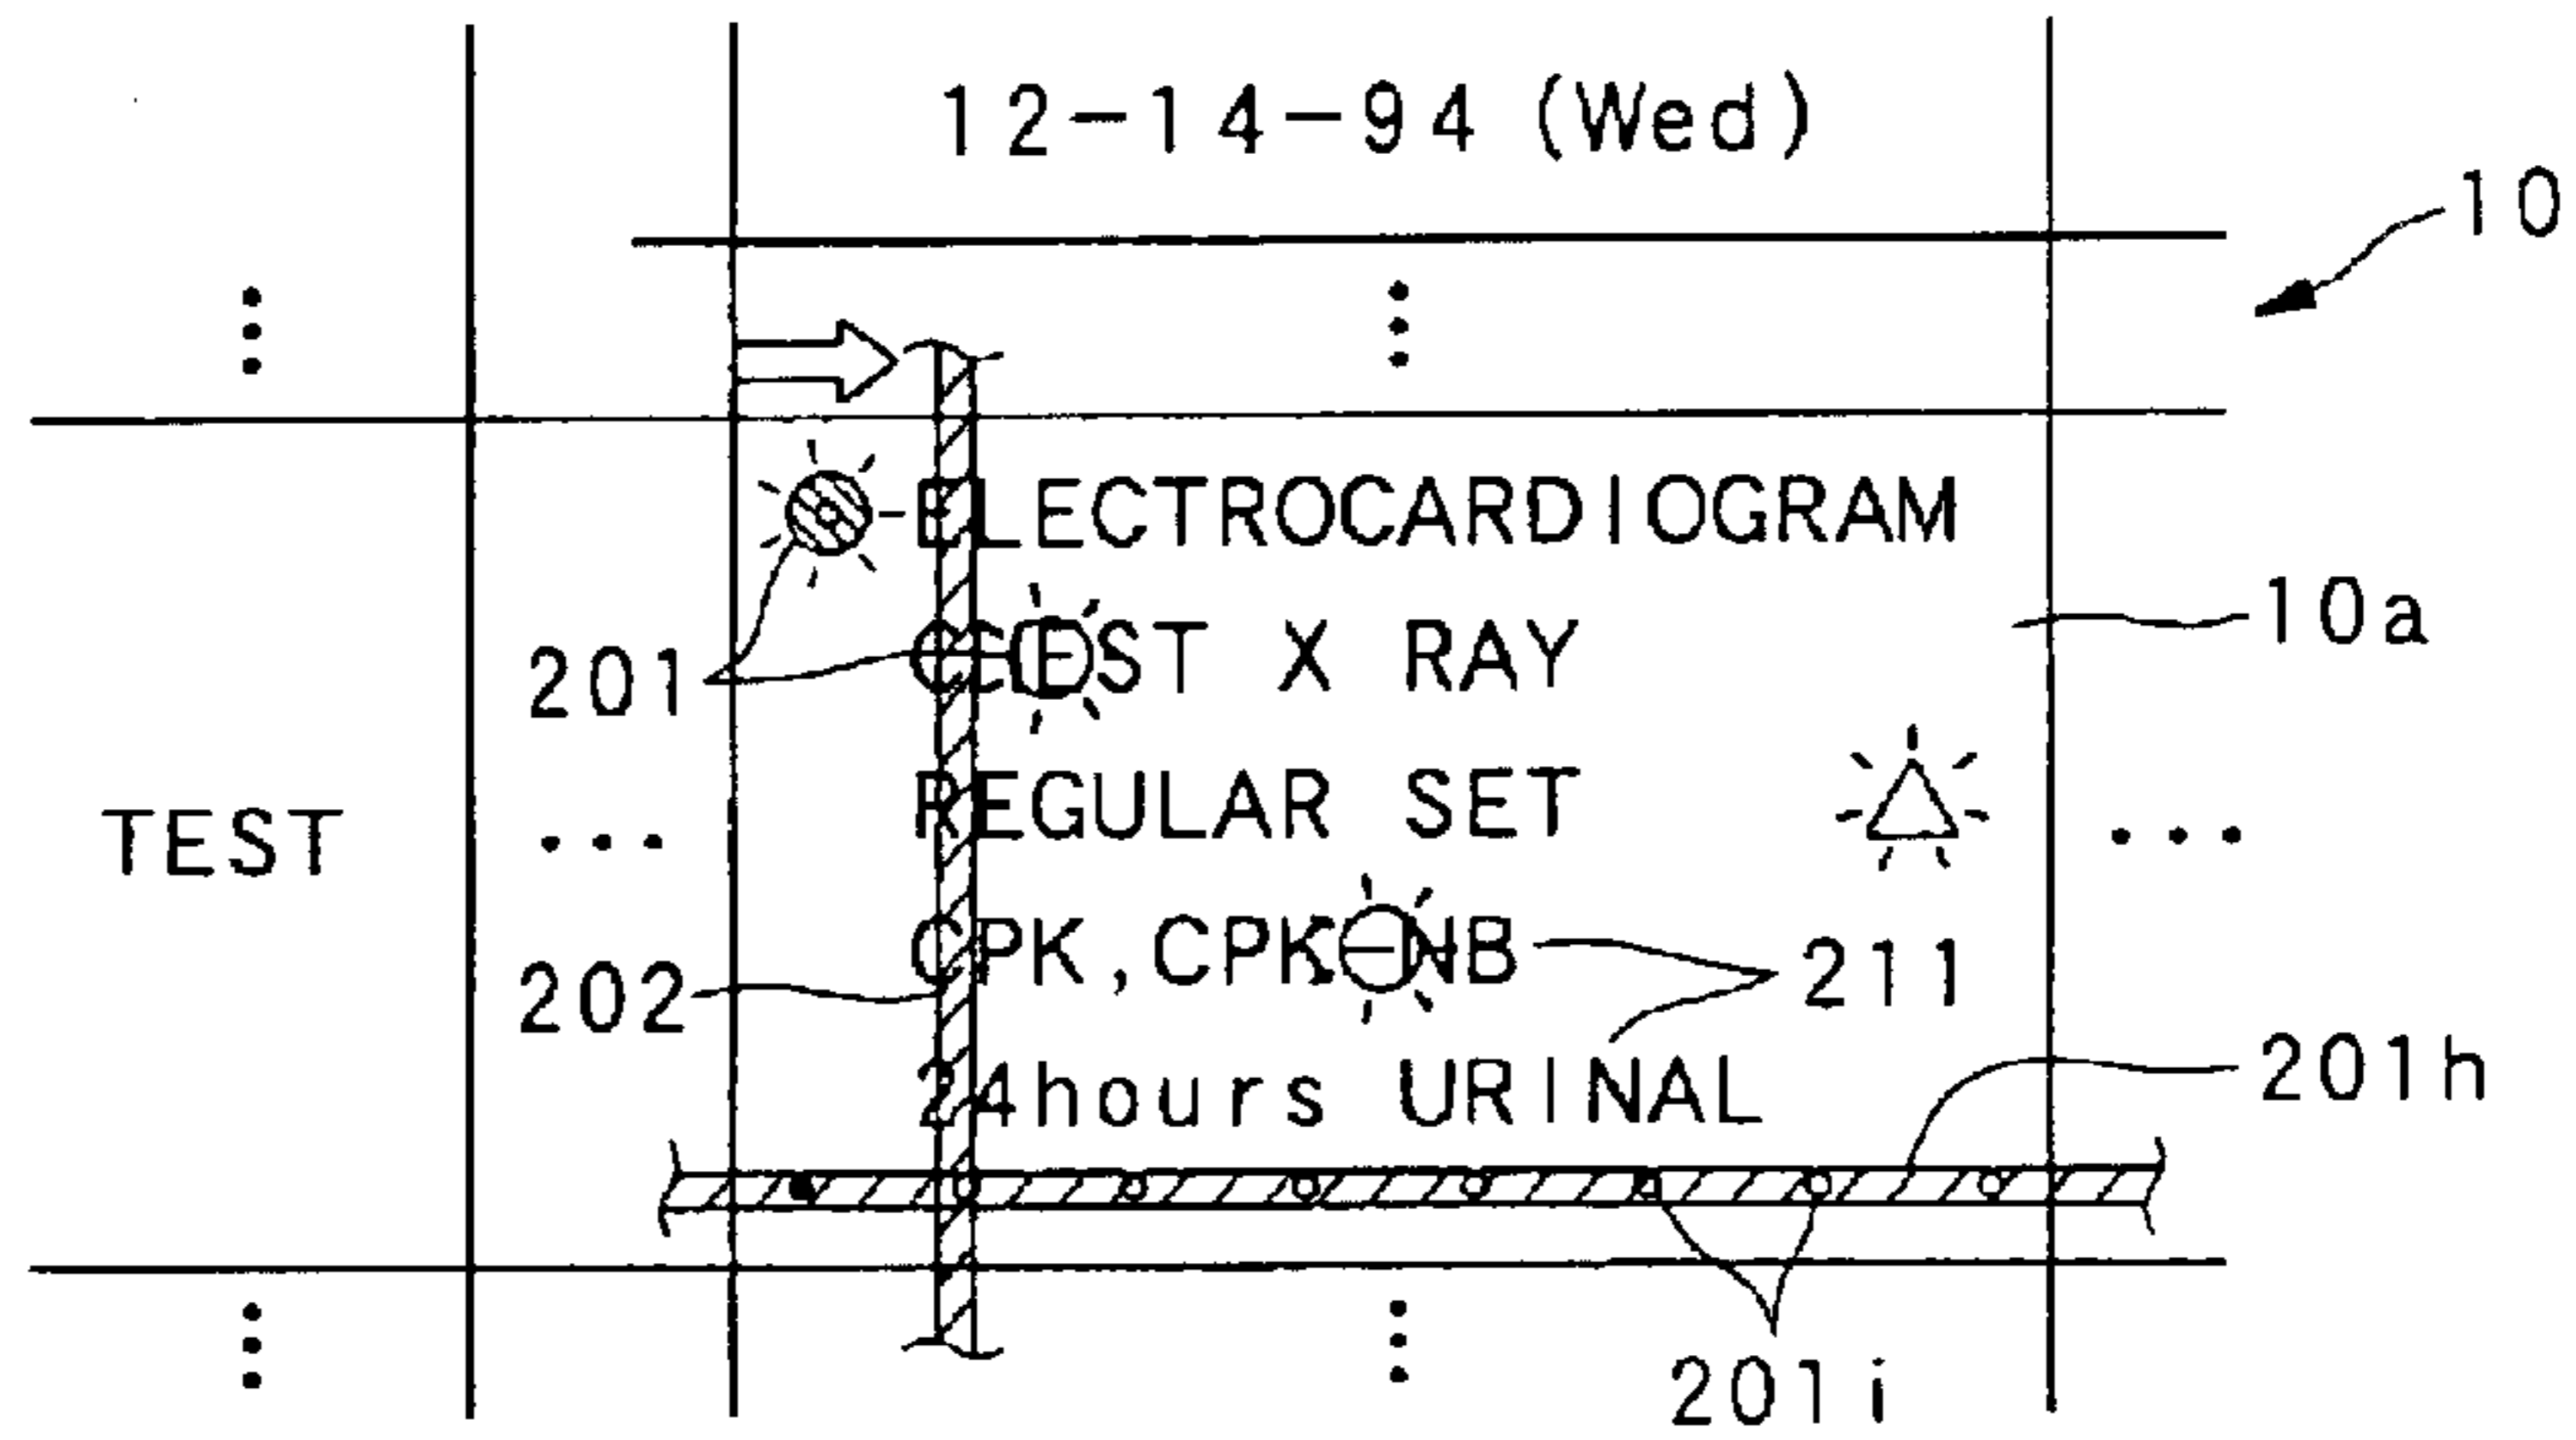 12-14-94 (Wed)
10
ELECTROCARDIOGRAM
10a
201
CHEST X RAY
REGULAR SET
TEST
CPK,CPK-NB
211
202
24hours URINAL
201h
201i